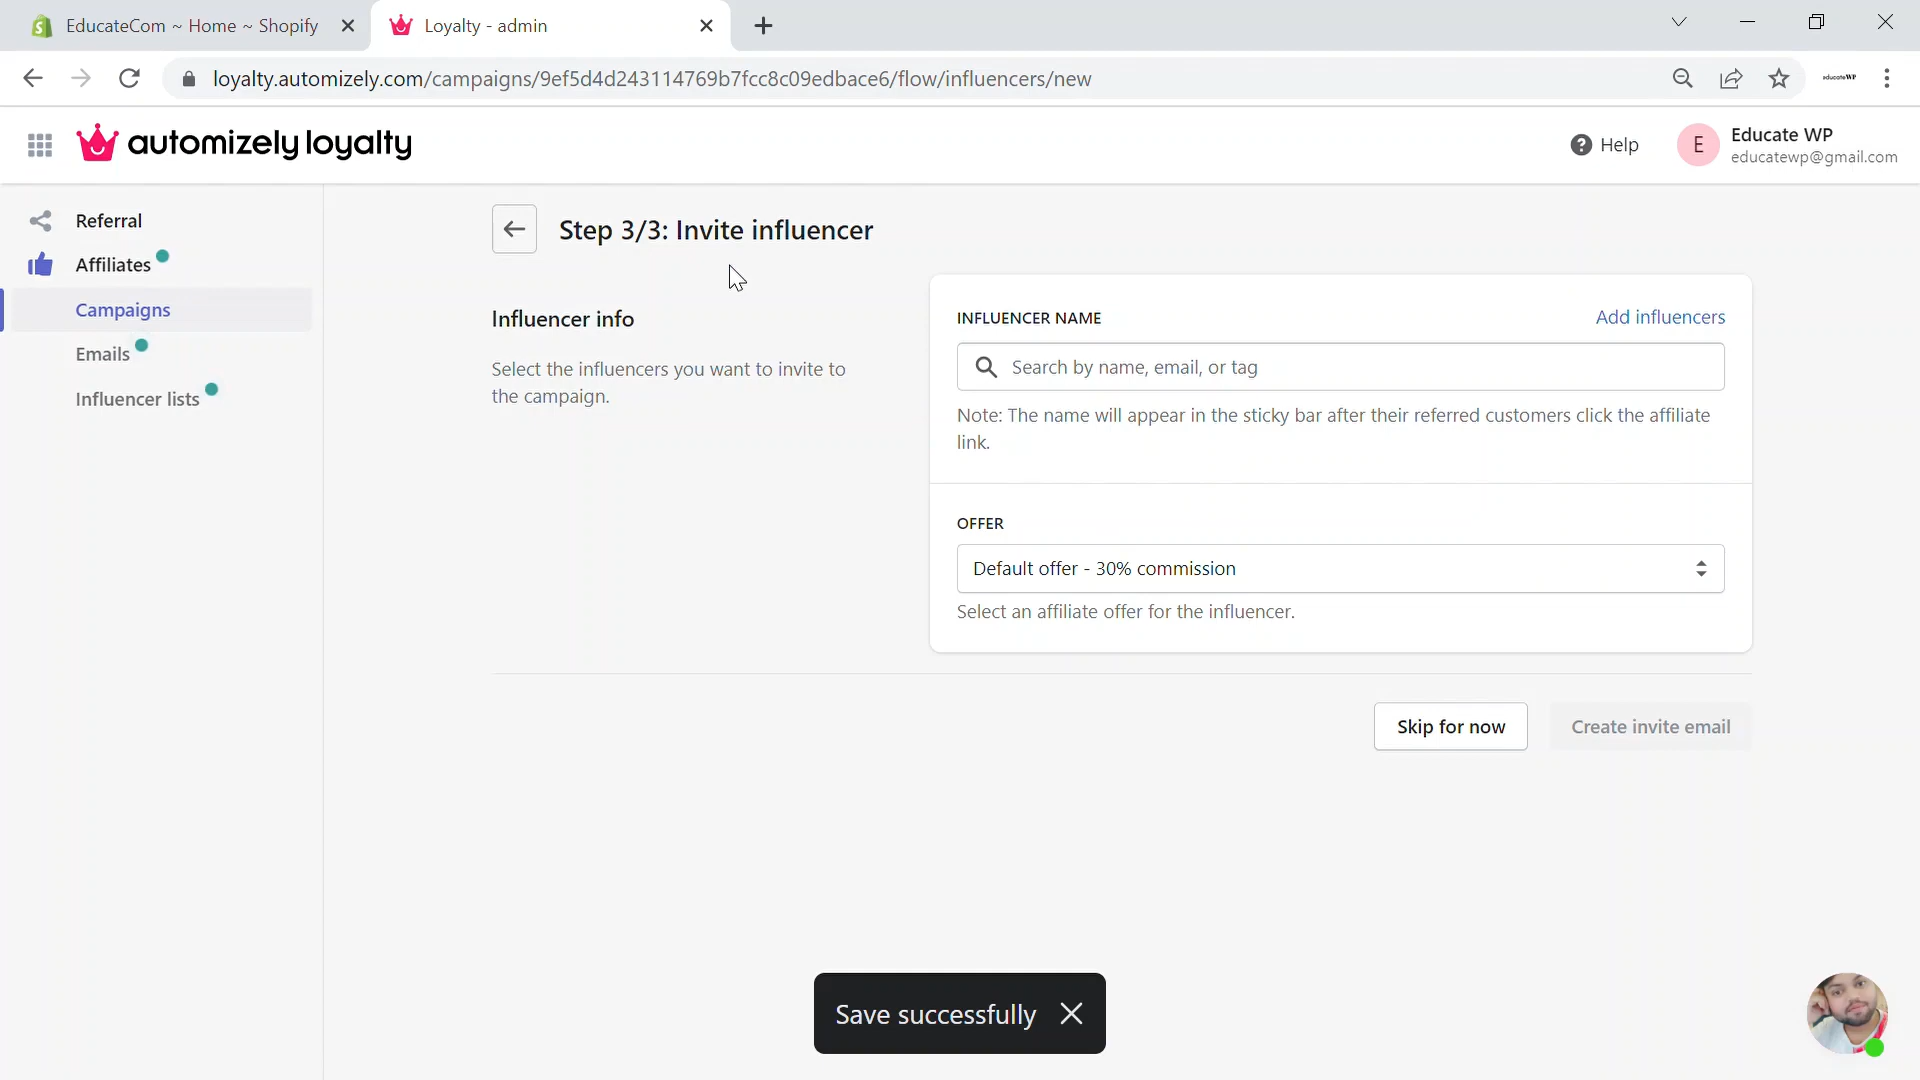 EducateCom ~ Home ~ Shopify
Loyalty - admin
loyalty.automizely.com/campaigns/9ef5d4d243114769b7fcc8c09edbace6/flow/influencers/new
educateWP
automizely loyalty
Help
E
Educate WP
educatewp@gmail.com
Referral
Affiliates
Campaigns
Emails
Influencer lists
Step 3/3: Invite influencer
Influencer info
Select the influencers you want to invite to
the campaign.
INFLUENCER NAME
Add influencers
Search by name, email, or tag
Note: The name will appear in the sticky bar after their referred customers click the affiliate
link.
OFFER
Default offer - 30% commission
Select an affiliate offer for the influencer.
Skip for now
Create invite email
Save successfully